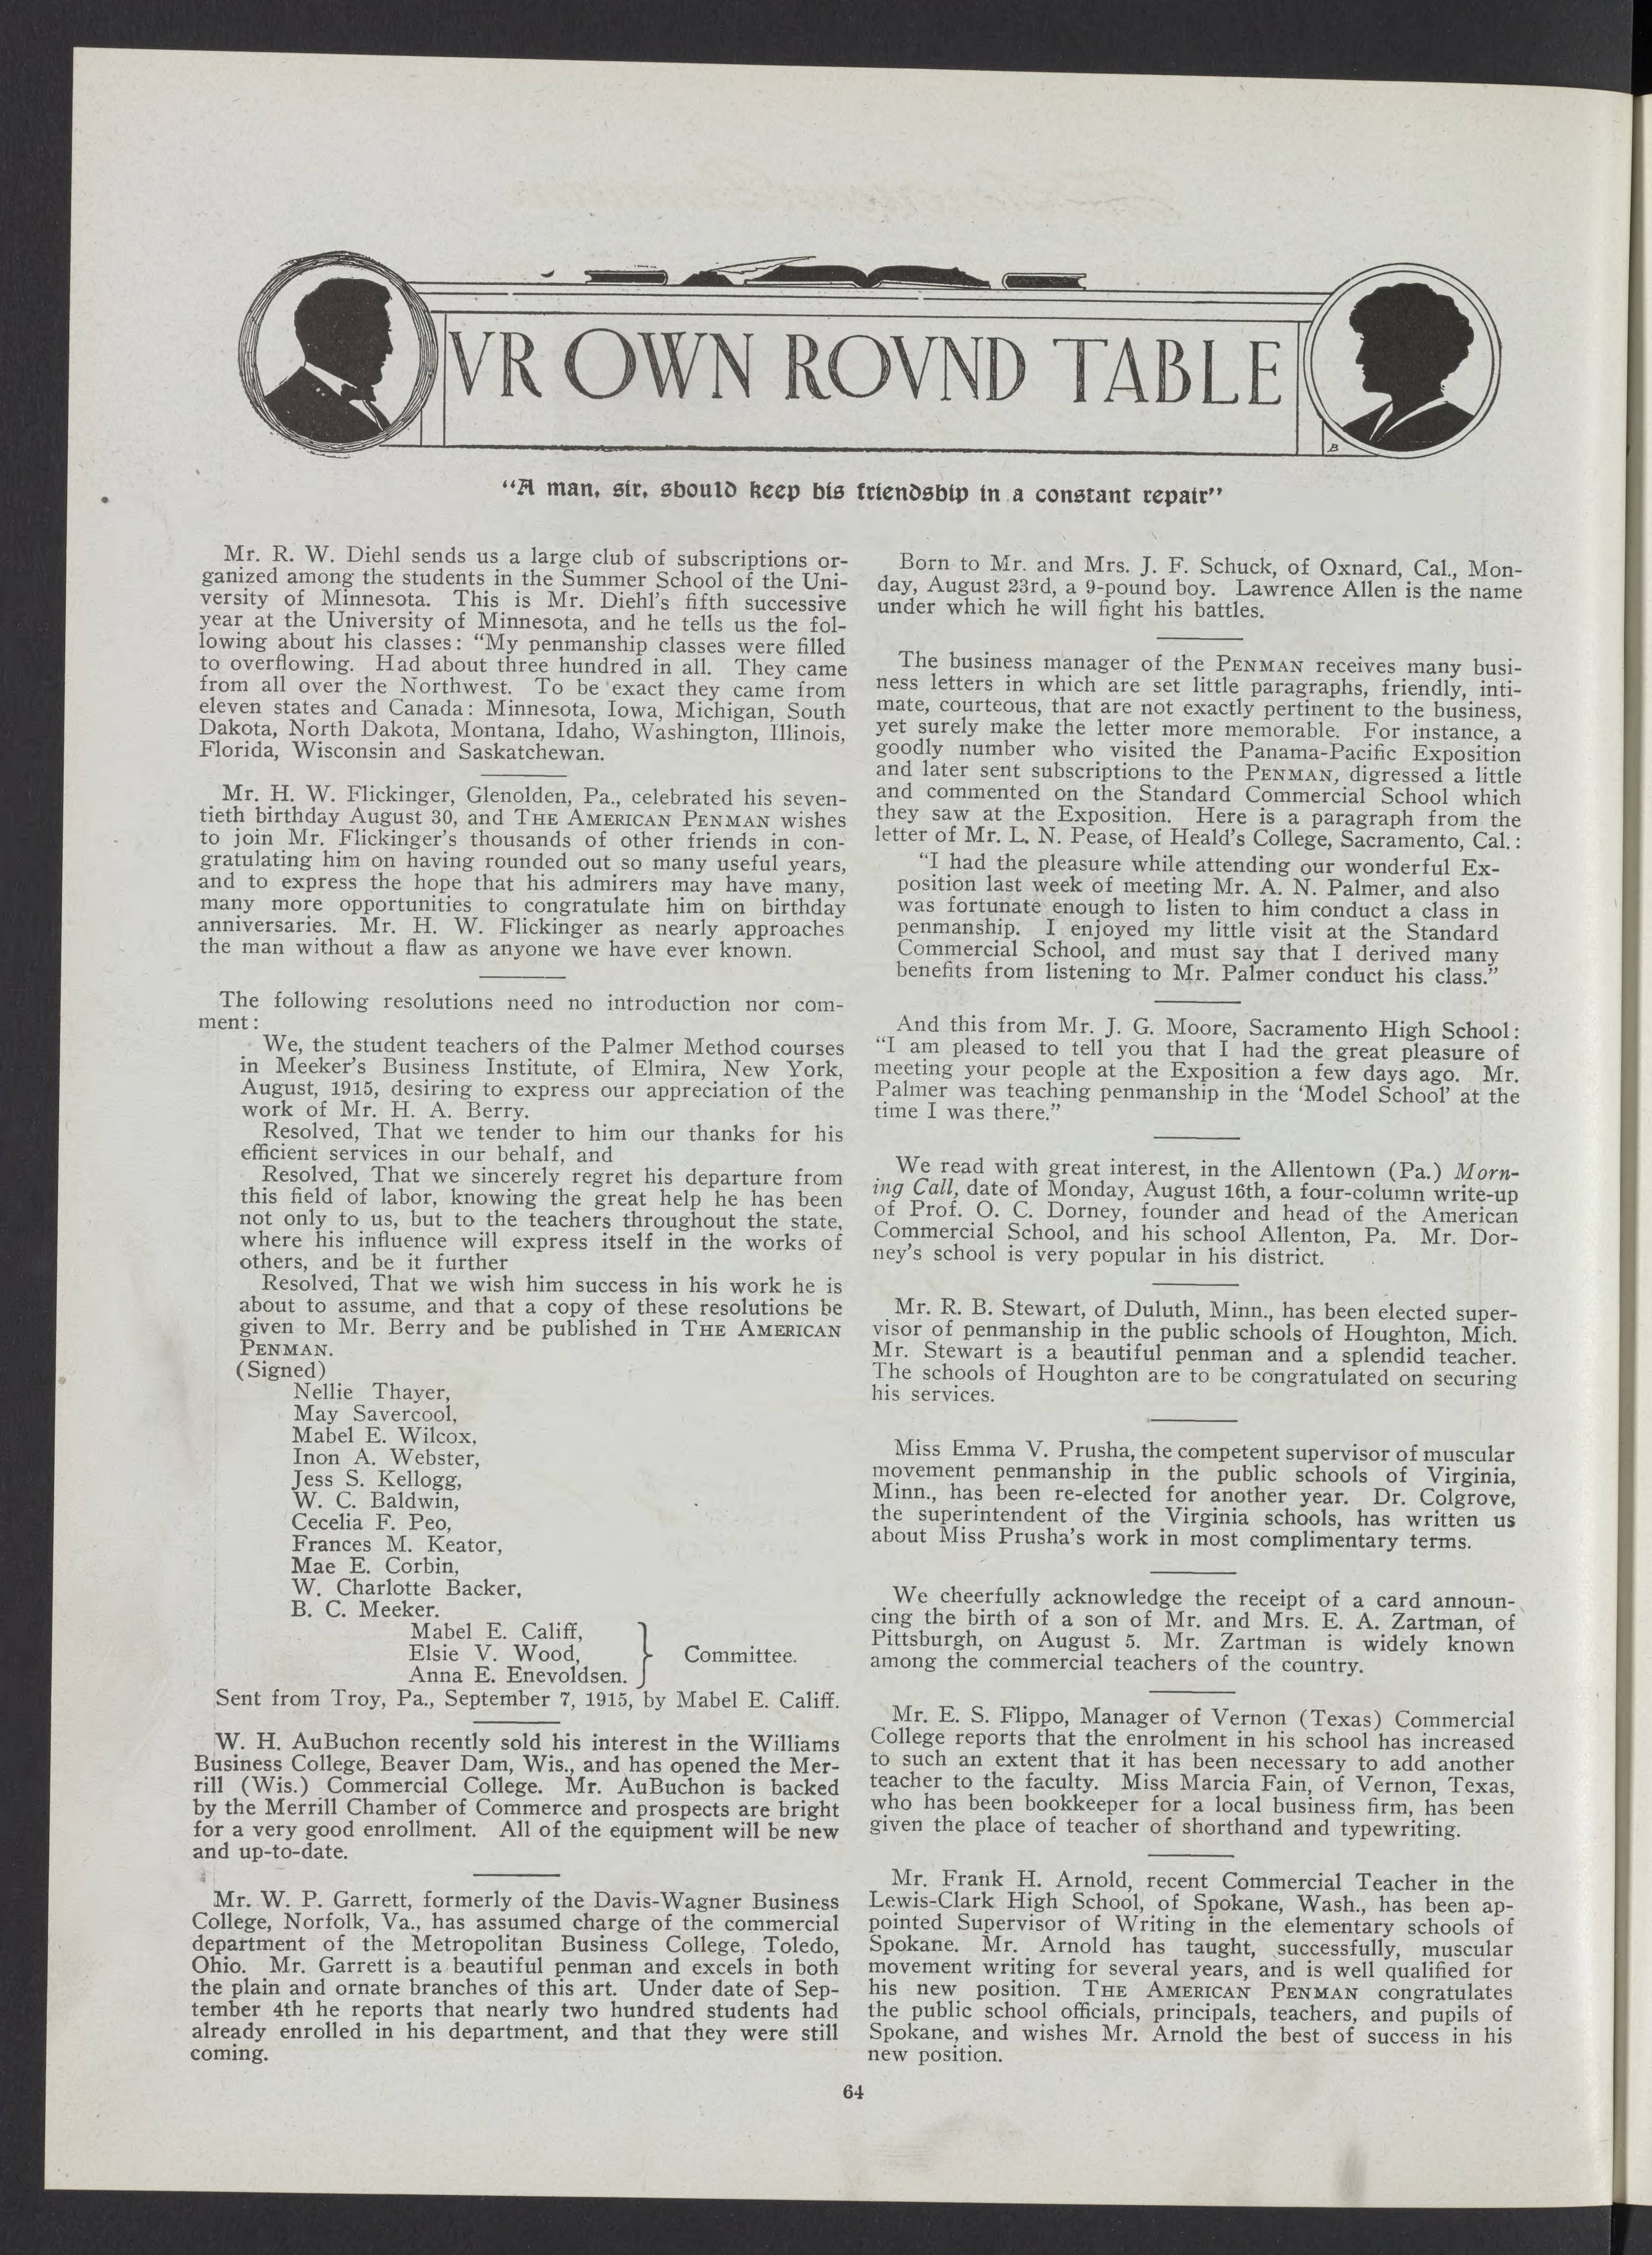 VR OWN ROVND TABLE
B
“A man, sir, should keep his friendship in a constant repair”
Mr. R. W. Diehl sends us a large club of subscriptions or-
ganized among the students in the Summer School of the Uni-
versity of Minnesota. This is Mr. Diehl's fifth successive
year at the University of Minnesota, and he tells us the fol-
lowing about his classes: “My penmanship classes were filled
to overflowing. Had about three hundred in all. They came
from all over the Northwest. To be exact they came from
eleven states and Canada: Minnesota, Iowa, Michigan, South
Dakota, North Dakota, Montana, Idaho, Washington, Illinois,
Florida, Wisconsin and Saskatchewan.
Mr. H. W. Flickinger, Glenolden, Pa., celebrated his seven-
tieth birthday August 30, and THE AMERICAN PENMAN wishes
to join Mr. Flickinger's thousands of other friends in con-
gratulating him on having rounded out so many useful years,
and to express the hope that his admirers may have many,
many more opportunities to congratulate him on birthday
anniversaries. Mr. H. W. Flickinger as nearly approaches
the man without a flaw as anyone we have ever known.
The following resolutions need no introduction nor com-
ment:
We, the student teachers of the Palmer Method courses
in Meeker's Business Institute, of Elmira, New York,
August, 1915, desiring to express our appreciation of the
work of Mr. H. A. Berry.
Resolved, That we tender to him our thanks for his
efficient services in our behalf, and
Resolved, That we sincerely regret his departure from
this field of labor, knowing the great help he has been
not only to us, but to the teachers throughout the state,
where his influence will express itself in the works of
others, and be it further
Resolved, That we wish him success in his work he is
about to assume, and that a copy of these resolutions be
given to Mr. Berry and be published in THE AMERICAN
PENMAN.
(Signed)
Nellie Thayer,
May Savercool,
Mabel E. Wilcox,
Inon A. Webster,
Jess S. Kellogg,
W. C. Baldwin,
Cecelia F. Peo,
Frances M. Keator,
Mae E. Corbin,
W. Charlotte Backer,
B. C. Meeker.
Mabel E. Califf,
Elsie V. Wood, } Committee.
Anna E. Enevoldsen.
Sent from Troy, Pa., September 7, 1915, by Mabel E. Califf.
W. H. AuBuchon recently sold his interest in the Williams
Business College, Beaver Dam, Wis., and has opened the Mer-
rill (Wis.) Commercial College. Mr. AuBuchon is backed
by the Merrill Chamber of Commerce and prospects are bright
for a very good enrollment. All of the equipment will be new
and up-to-date.
Mr. W. P. Garrett, formerly of the Davis-Wagner Business
College, Norfolk, Va., has assumed charge of the commercial
department of the Metropolitan Business College, Toledo,
Ohio. Mr. Garrett is a beautiful penman and excels in both
the plain and ornate branches of this art. Under date of Sep-
tember 4th he reports that nearly two hundred students had
already enrolled in his department, and that they were still
coming.
Born to Mr. and Mrs. J. F. Schuck, of Oxnard, Cal., Mon-
day, August 23rd, a 9-pound boy. Lawrence Allen is the name
under which he will fight his battles.
The business manager of the PENMAN receives many busi-
ness letters in which are set little paragraphs, friendly, inti-
mate, courteous, that are not exactly pertinent to the business,
yet surely make the letter more memorable. For instance, a
goodly number who visited the Panama-Pacific Exposition
and later sent subscriptions to the PENMAN, digressed a little
and commented on the Standard Commercial School which
they saw at the Exposition. Here is a paragraph from the
letter of Mr. L. N. Pease, of Heald's College, Sacramento, Cal.:
“I had the pleasure while attending our wonderful Ex-
position last week of meeting Mr. A. N. Palmer, and also
was fortunate enough to listen to him conduct a class in
penmanship. I enjoyed my little visit at the Standard
Commercial School, and must say that I derived many
benefits from listening to Mr. Palmer conduct his class.”
And this from Mr. J. G. Moore, Sacramento High School:
“I am pleased to tell you that I had the great pleasure of
meeting your people at the Exposition a few days ago. Mr.
Palmer was teaching penmanship in the ‘Model School’ at the
time I was there.”
We read with great interest, in the Allentown (Pa.) Morn-
ing Call, date of Monday, August 16th, a four-column write-up
of Prof. O. C. Dorney, founder and head of the American
Commercial School, and his school Allenton, Pa. Mr. Dor-
ney's school is very popular in his district.
Mr. R. B. Stewart, of Duluth, Minn., has been elected super-
visor of penmanship in the public schools of Houghton, Mich.
Mr. Stewart is a beautiful penman and a splendid teacher.
The schools of Houghton are to be congratulated on securing
his services.
Miss Emma V. Prusha, the competent supervisor of muscular
movement penmanship in the public schools of Virginia,
Minn., has been re-elected for another year. Dr. Colgrove,
the superintendent of the Virginia schools, has written us
about Miss Prusha's work in most complimentary terms.
We cheerfully acknowledge the receipt of a card announ-
cing the birth of a son of Mr. and Mrs. E. A. Zartman, of
Pittsburgh, on August 5. Mr. Zartman is widely known
among the commercial teachers of the country.
Mr. E. S. Flippo, Manager of Vernon (Texas) Commercial
College reports that the enrolment in his school has increased
to such an extent that it has been necessary to add another
teacher to the faculty. Miss Marcia Fain, of Vernon, Texas,
who has been bookkeeper for a local business firm, has been
given the place of teacher of shorthand and typewriting.
Mr. Frank H. Arnold, recent Commercial Teacher in the
Lewis-Clark High School, of Spokane, Wash., has been ap-
pointed Supervisor of Writing in the elementary schools of
Spokane. Mr. Arnold has taught, successfully, muscular
movement writing for several years, and is well qualified for
his new position. THE AMERICAN PENMAN congratulates
the public school officials, principals, teachers, and pupils of
Spokane, and wishes Mr. Arnold the best of success in his
new position.
64